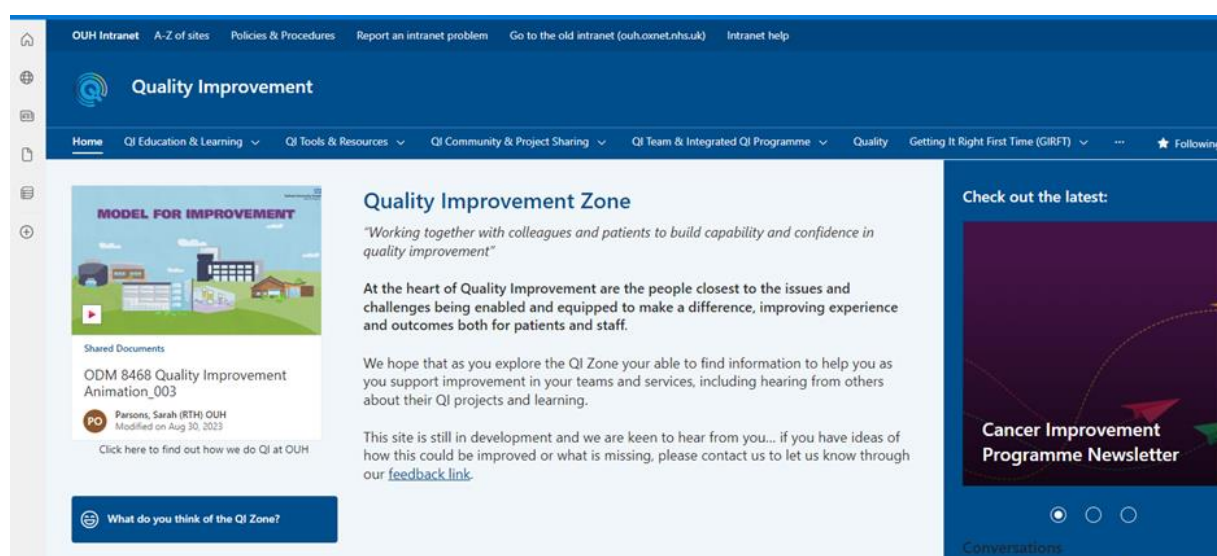 OUH Intranet A-Z of sites Policies & Procedures Report an intranet problem Go to the old intranet (ouh.oxnet.nhs.uk) Intranet help
Quality Improvement
Home QI Education & Learning QI Tools & Resources QI Community & Project Sharing QI Team & Integrated QI Programme Quality Getting It Right First Time (GIRFT) ... Following
MODEL FOR IMPROVEMENT
Shared Documents
ODM 8468 Quality Improvement
Animation_003
PO
Parsons, Sarah (RTH) OUH
Modified on Aug 30, 2023
Click here to find out how we do QI at OUH
What do you think of the QI Zone?
Quality Improvement Zone
"Working together with colleagues and patients to build capability and confidence in
quality improvement"
At the heart of Quality Improvement are the people closest to the issues and
challenges being enabled and equipped to make a difference, improving experience
and outcomes both for patients and staff.
We hope that as you explore the QI Zone your able to find information to help you as
you support improvement in your teams and services, including hearing from others
about their QI projects and learning.
This site is still in development and we are keen to hear from you... if you have ideas of
how this could be improved or what is missing, please contact us to let us know through
our feedback link.
Check out the latest:
Cancer Improvement
Programme Newsletter
Conversations